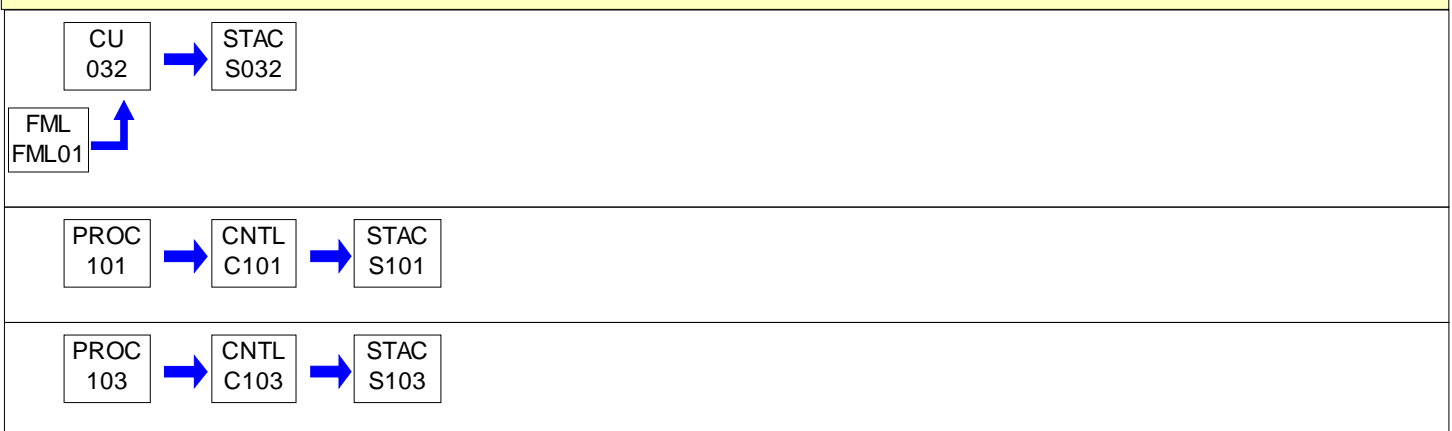 CU
032
STAC
S032
FML
FML01
PROC
101
CNTL
C101
STAC
S101
PROC
103
CNTL
C103
STAC
S103